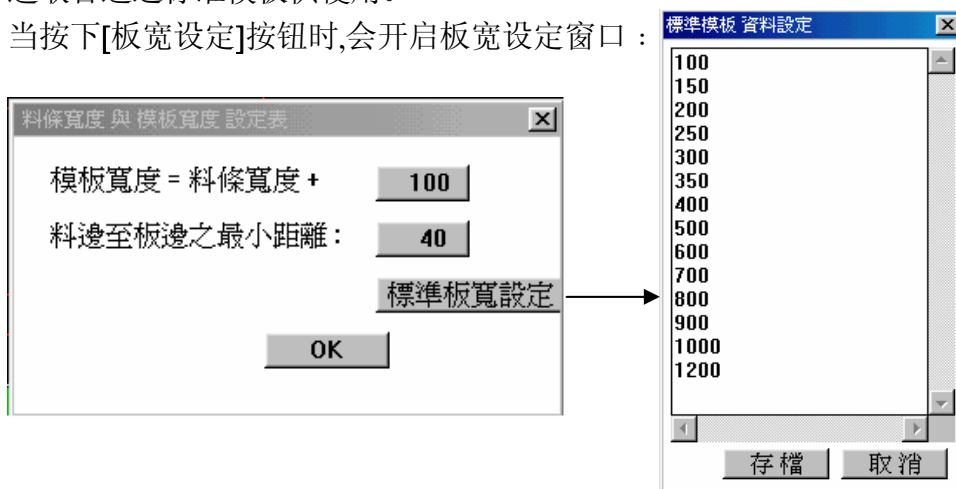 当按下[板宽设定]按钮时,会开启板宽设定窗口：
料條寬度 與 模板寬度 設定表
模板寬度 = 料條寬度 +
100
料邊至板邊之最小距離：
40
標準板寬設定
OK
標準模板 資料設定
100
150
200
250
300
350
400
500
600
700
800
900
1000
1200
存檔
取消